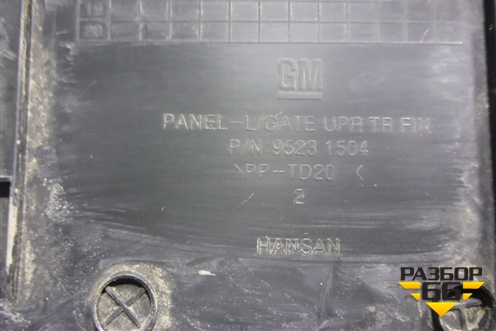 GM
PANEL-L/GATE UPR TR FIN
P/N 9523 1504
>PP-TD20<
2
HANSAN
РАЗБОР
66